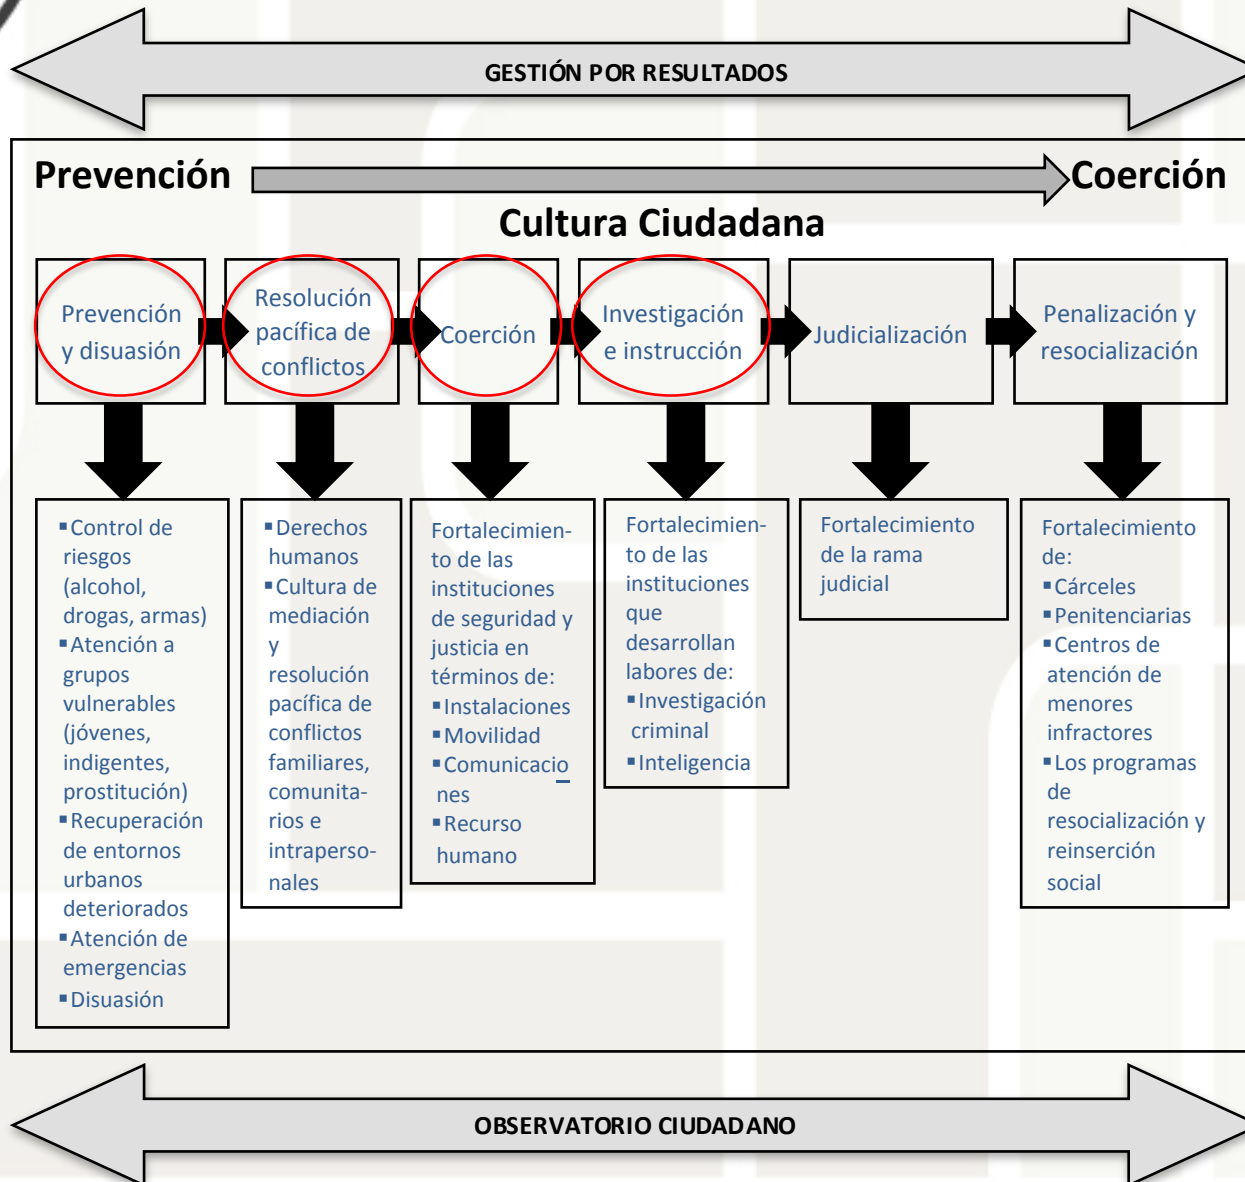 GESTIÓN POR RESULTADOS
Prevención
Coerción
Cultura Ciudadana
Prevención
y disuasión
Resolución
pacífica de
conflictos
Coerción
Investigación
e instrucción
Judicialización
Penalización y
resocialización
▪Control de
riesgos
(alcohol,
drogas, armas)
▪Atención a
grupos
vulnerables
(jóvenes,
indigentes,
prostitución)
▪Recuperación
de entornos
urbanos
deteriorados
▪Atención de
emergencias
▪Disuasión
▪Derechos
humanos
▪Cultura de
mediación
y
resolución
pacífica de
conflictos
familiares,
comunita-
rios e
intraperso-
nales
Fortalecimien-
to de las
instituciones
de seguridad y
justicia en
términos de:
▪Instalaciones
▪Movilidad
▪Comunicacio
nes
▪Recurso
humano
Fortalecimien-
to de las
instituciones
que
desarrollan
labores de:
▪Investigación
criminal
▪Inteligencia
Fortalecimiento
de la rama
judicial
Fortalecimiento
de:
▪Cárceles
▪Penitenciarias
▪Centros de
atención de
menores
infractores
▪Los programas
de
resocialización y
reinserción
social
OBSERVATORIO CIUDADANO